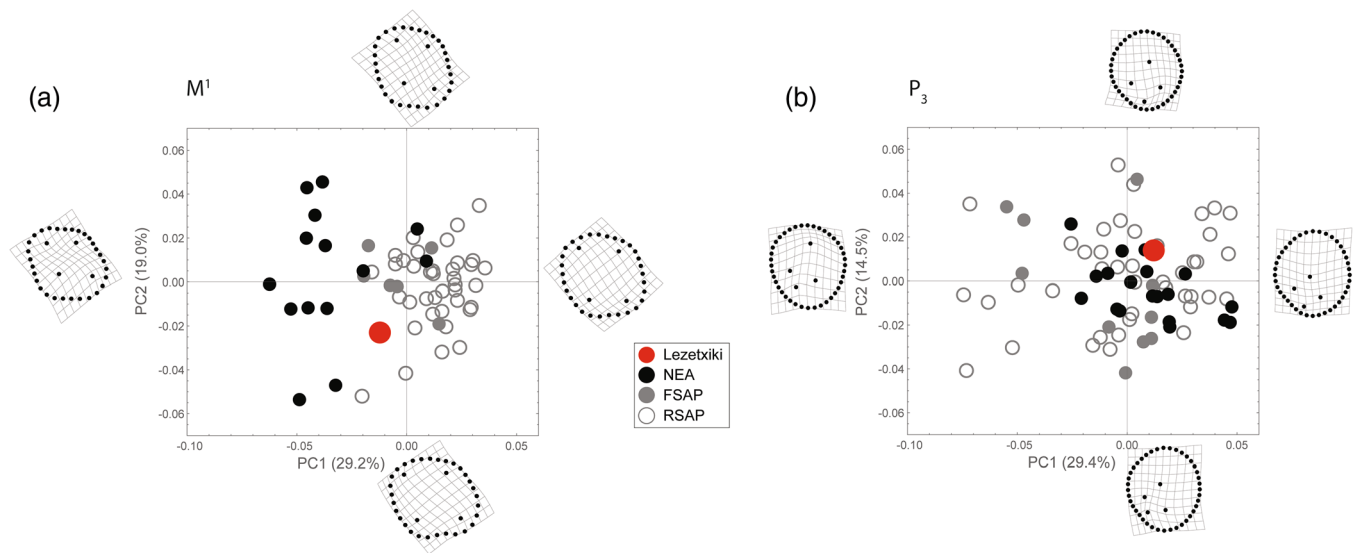 (a)
M¹
0.06
0.04
0.02
0.00
-0.02
-0.04
-0.06
PC2 (19.0%)
-0.10
-0.05
0.00
0.05
PC1 (29.2%)
Lezetxiki
NEA
FSAP
RSAP
(b)
P₃
0.06
0.04
0.02
0.00
-0.02
-0.04
-0.06
PC2 (14.5%)
-0.10
-0.05
0.00
0.05
PC1 (29.4%)